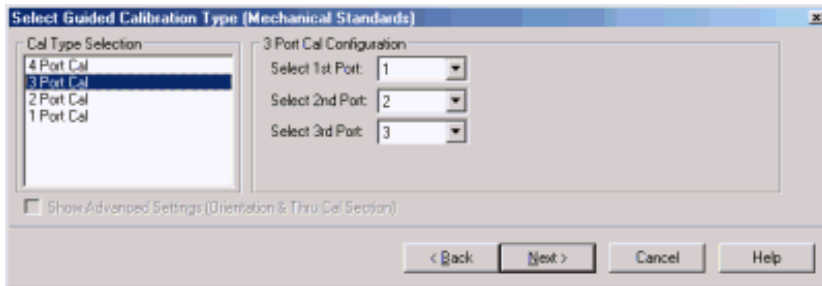 Select Guided Calibration Type (Mechanical Standards)
Cal Type Selection
4 Port Cal
3 Port Cal
2 Port Cal
1 Port Cal
3 Port Cal Configuration
Select 1st Port: 1
Select 2nd Port: 2
Select 3rd Port: 3
Show Advanced Settings (Orientation & Thru Cal Section)
< Back Next > Cancel Help